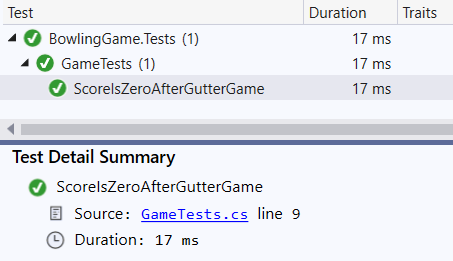 Test Duration Traits
BowlingGame.Tests (1) 17 ms
GameTests (1) 17 ms
ScoreIsZeroAfterGutterGame 17 ms
Test Detail Summary
ScoreIsZeroAfterGutterGame
Source: GameTests.cs line 9
Duration: 17 ms